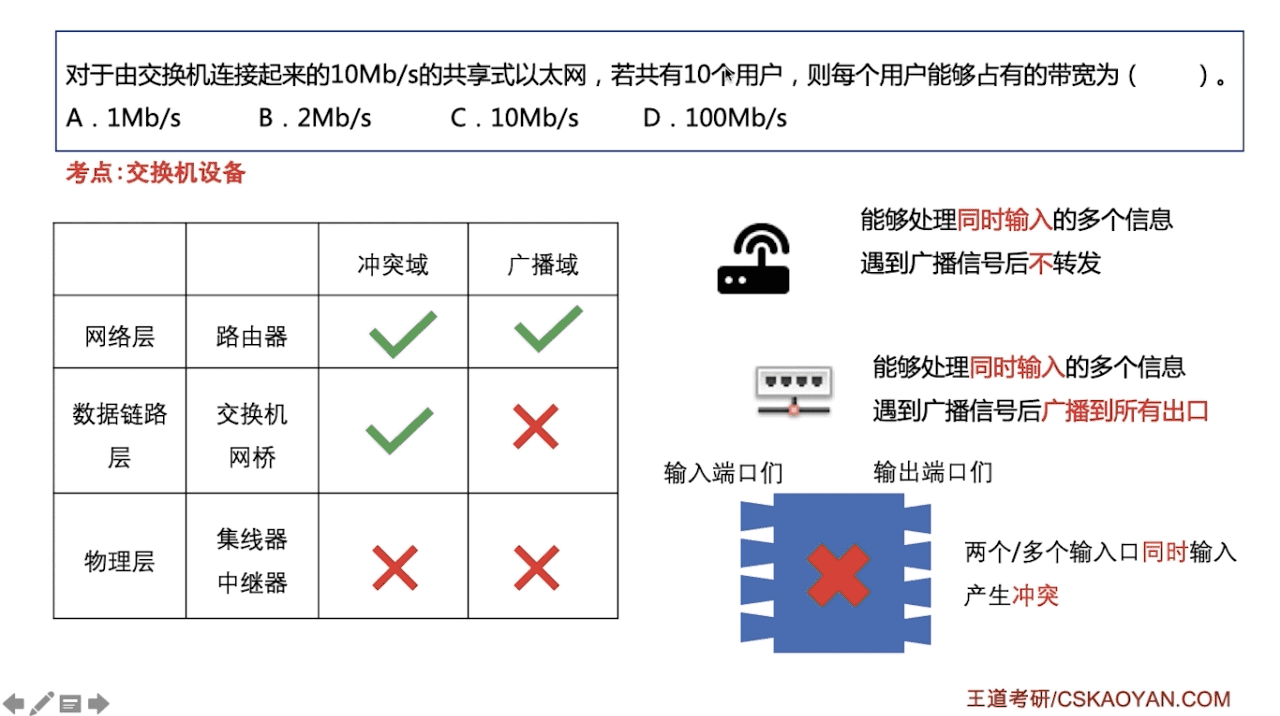 对于由交换机连接起来的10Mb/s的共享式以太网，若共有10个用户，则每个用户能够占有的带宽为（　　）。
A．1Mb/s　　B．2Mb/s　　C．10Mb/s　　D．100Mb/s
考点：交换机设备
冲突域　广播域
网络层　路由器
数据链路层　交换机 网桥
物理层　集线器 中继器
能够处理同时输入的多个信息
遇到广播信号后不转发
能够处理同时输入的多个信息
遇到广播信号后广播到所有出口
输入端口们　输出端口们
两个/多个输入口同时输入
产生冲突
王道考研/CSKAOYAN.COM